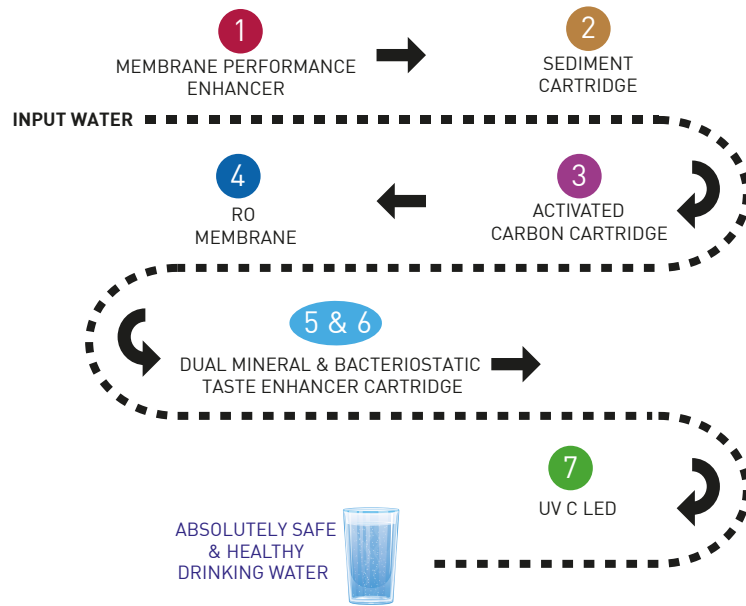 1
MEMBRANE PERFORMANCE
ENHANCER
2
SEDIMENT
CARTRIDGE
INPUT WATER
3
ACTIVATED
CARBON CARTRIDGE
4
RO
MEMBRANE
5 & 6
DUAL MINERAL & BACTERIOSTATIC
TASTE ENHANCER CARTRIDGE
7
UV C LED
ABSOLUTELY SAFE
& HEALTHY
DRINKING WATER